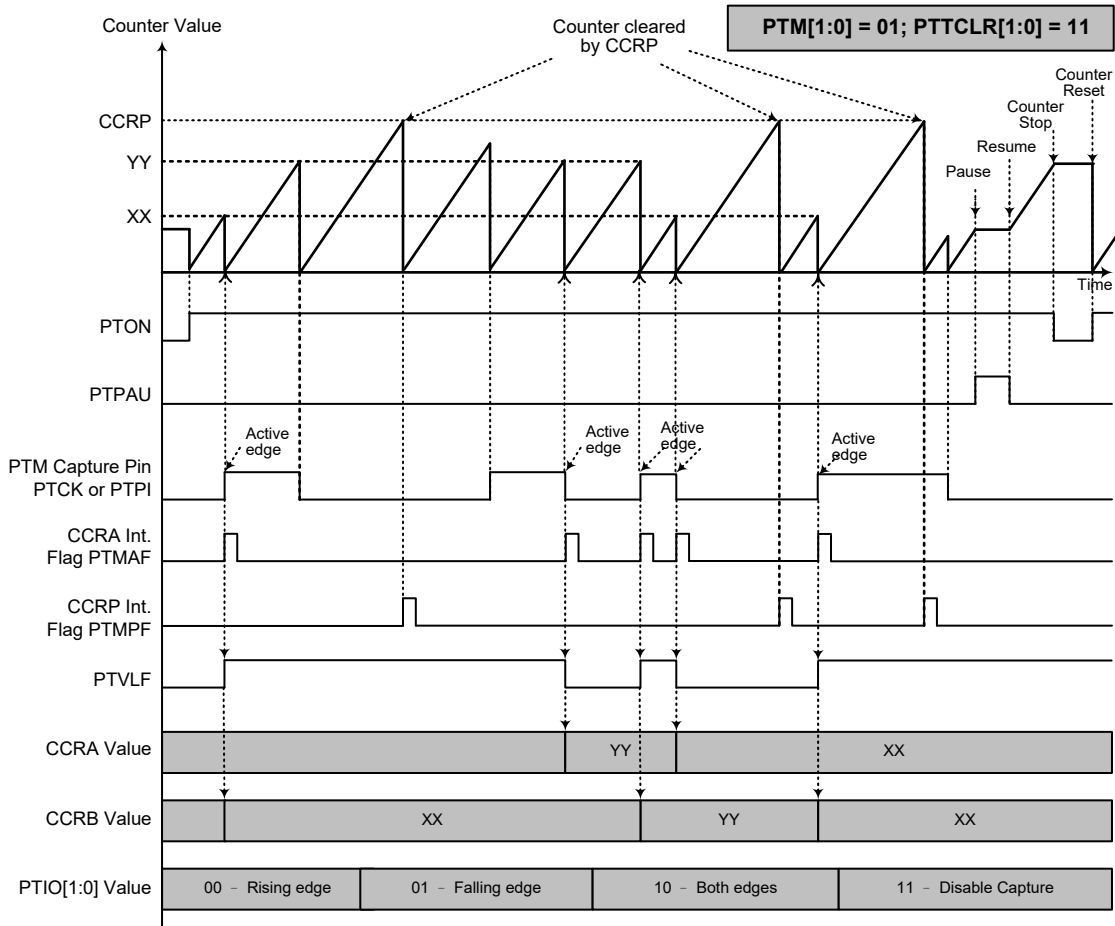 Counter Value
Counter cleared
by CCRP
PTM[1:0] = 01; PTTCLR[1:0] = 11
Counter
Reset
Counter
Stop
Resume
Pause
CCRP
YY
XX
Time
PTON
PTPAU
Active
edge
Active
edge
Active
edge
Active
edge
PTM Capture Pin
PTCK or PTPI
CCRA Int.
Flag PTMAF
CCRP Int.
Flag PTMPF
PTVLF
CCRA Value
YY
XX
CCRB Value
XX
YY
XX
PTIO[1:0] Value
00 – Rising edge
01 – Falling edge
10 – Both edges
11 – Disable Capture